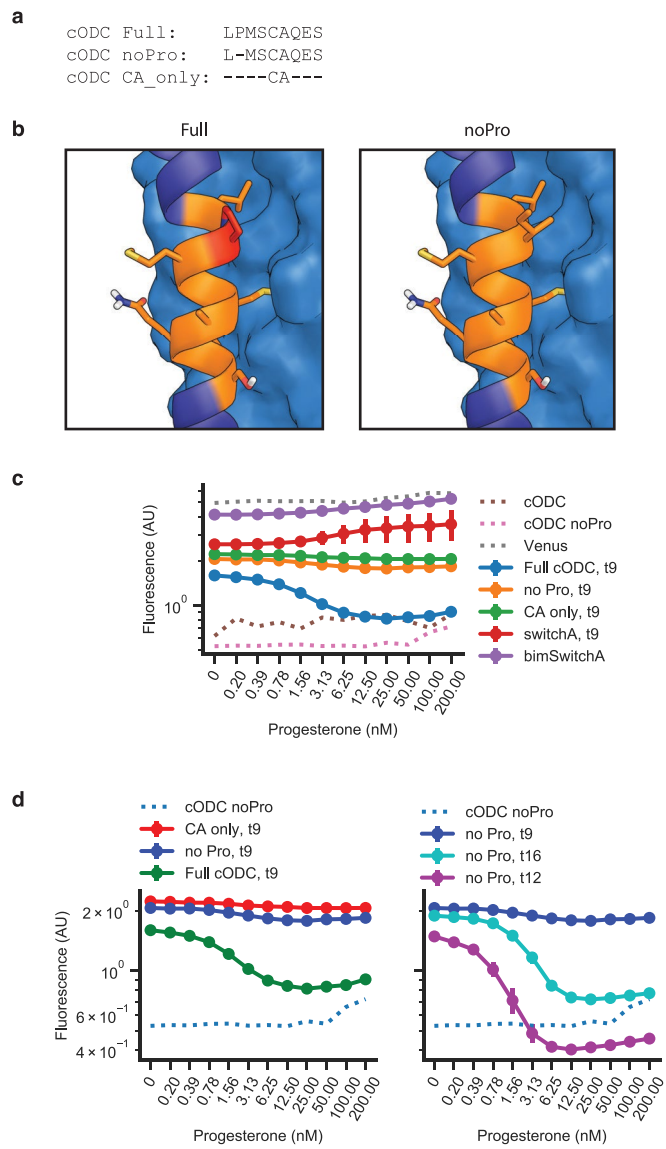 a
cODC Full: LPMSCAQES
cODC noPro: L-MSCAQES
cODC CA_only: ----CA---
b
Full
noPro
c
Fluorescence (AU)
10⁰
0
0.20
0.39
0.78
1.56
3.13
6.25
12.50
25.00
50.00
100.00
200.00
Progesterone (nM)
cODC
cODC noPro
Venus
Full cODC, t9
no Pro, t9
CA only, t9
switchA, t9
bimSwitchA
d
cODC noPro
CA only, t9
no Pro, t9
Full cODC, t9
Fluorescence (AU)
2 × 10⁰
10⁰
6 × 10⁻¹
4 × 10⁻¹
0
0.20
0.39
0.78
1.56
3.13
6.25
12.50
25.00
50.00
100.00
200.00
Progesterone (nM)
cODC noPro
no Pro, t9
no Pro, t16
no Pro, t12
0
0.20
0.39
0.78
1.56
3.13
6.25
12.50
25.00
50.00
100.00
200.00
Progesterone (nM)